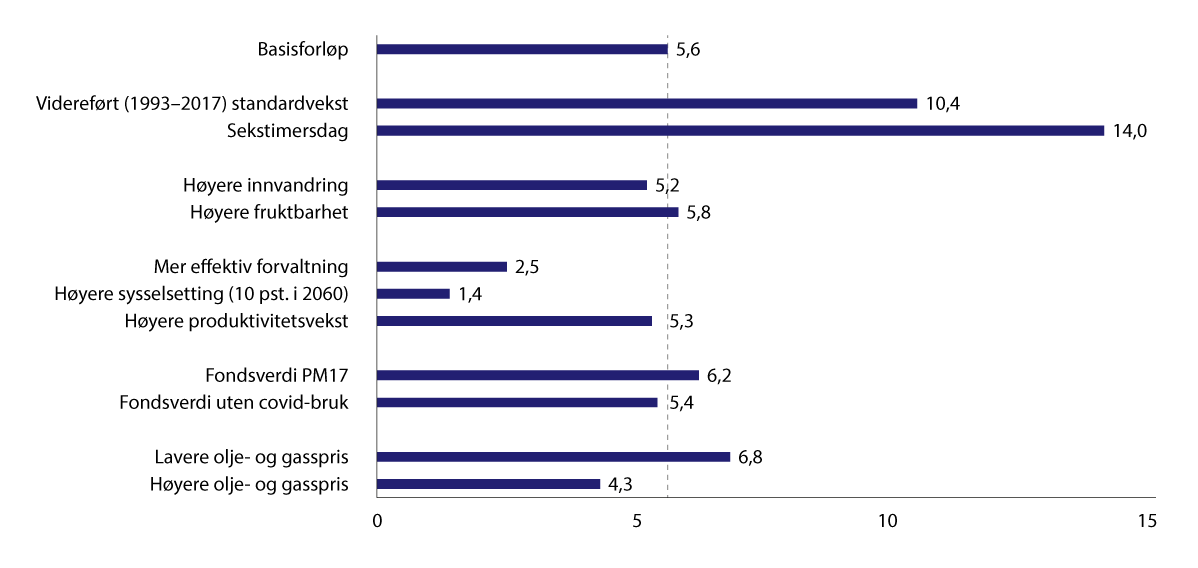 Basisforløp 5,6
Videreført (1993–2017) standardvekst 10,4
Sekstimersdag 14,0
Høyere innvandring 5,2
Høyere fruktbarhet 5,8
Mer effektiv forvaltning 2,5
Høyere sysselsetting (10 pst. i 2060) 1,4
Høyere produktivitetsvekst 5,3
Fondsverdi PM17 6,2
Fondsverdi uten covid-bruk 5,4
Lavere olje- og gasspris 6,8
Høyere olje- og gasspris 4,3
0 5 10 15